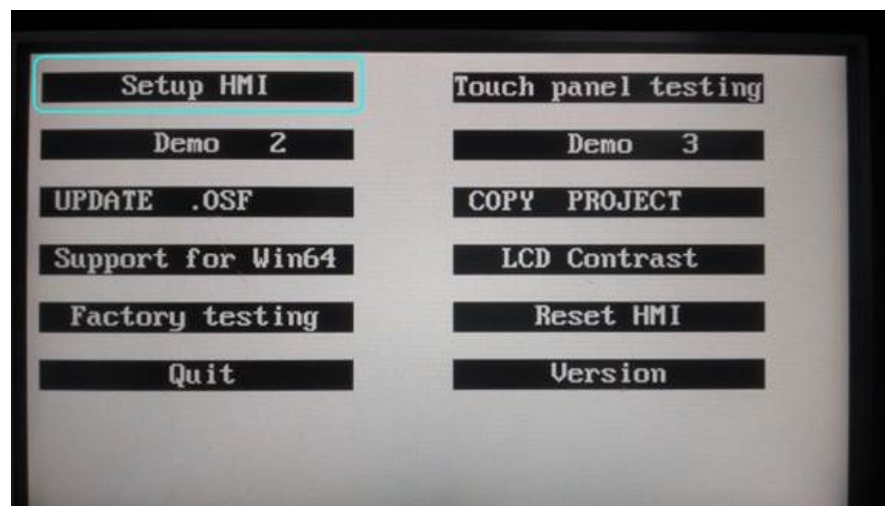 Setup HMI
Touch panel testing
Demo 2
Demo 3
UPDATE .OSF
COPY PROJECT
Support for Win64
LCD Contrast
Factory testing
Reset HMI
Quit
Version